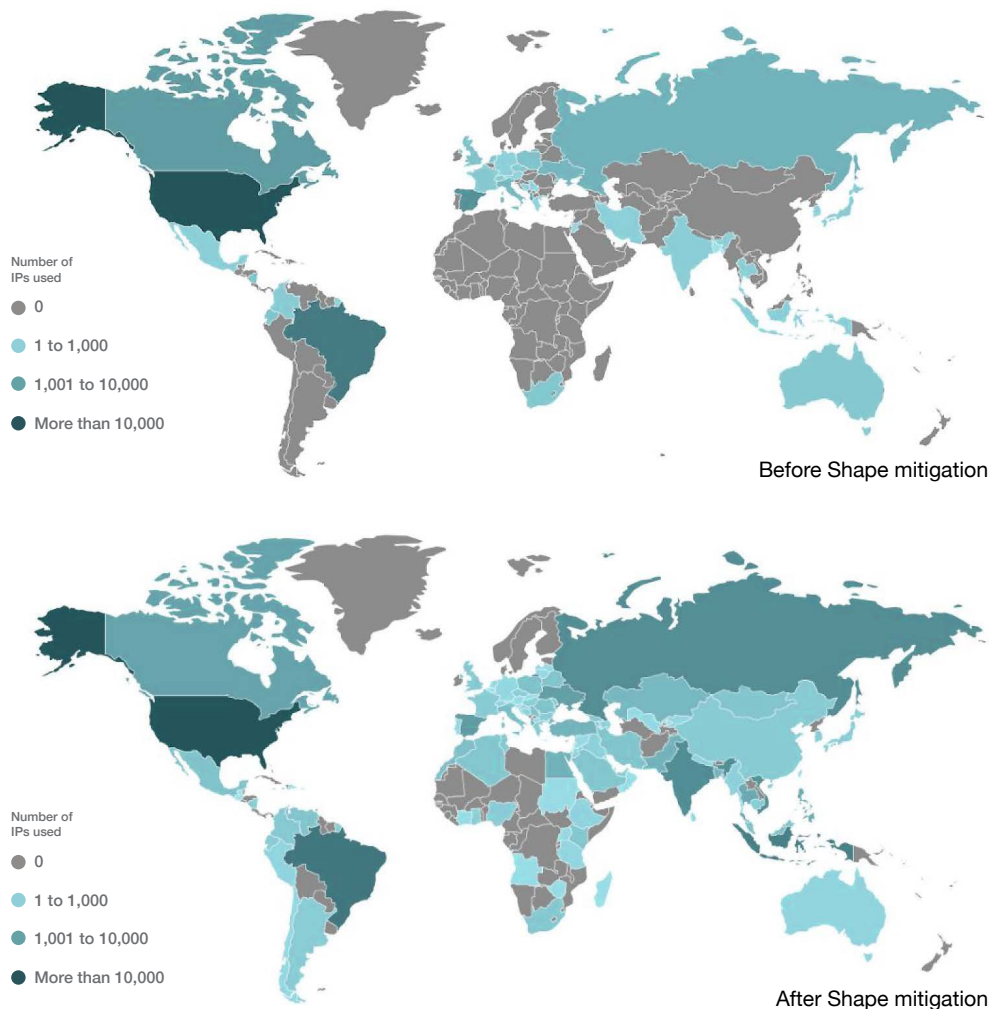 Number of
IPs used
0
1 to 1,000
1,001 to 10,000
More than 10,000
Before Shape mitigation
Number of
IPs used
0
1 to 1,000
1,001 to 10,000
More than 10,000
After Shape mitigation